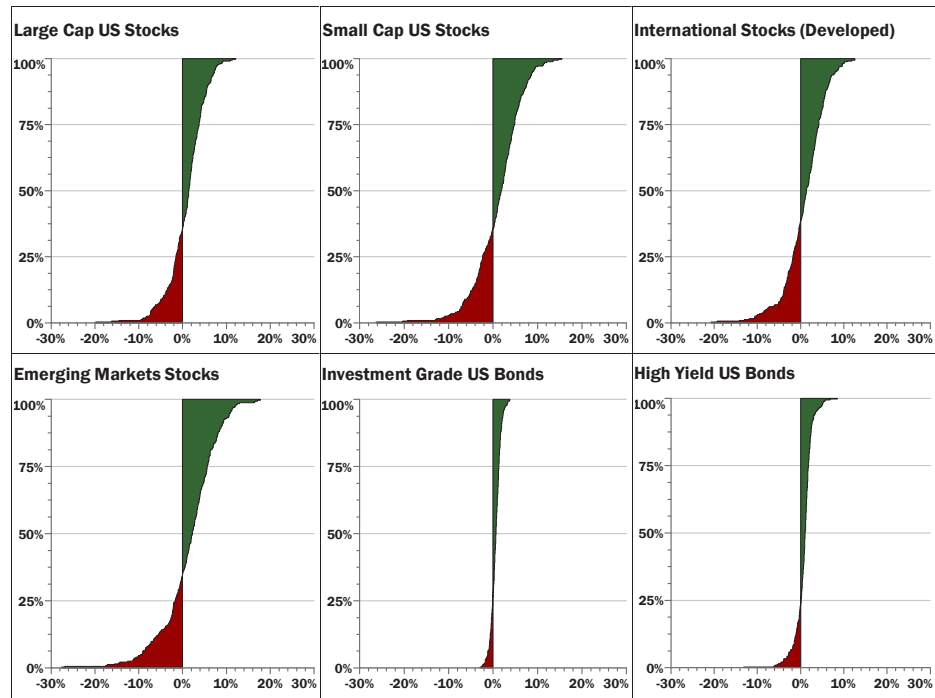 Large Cap US Stocks
100%
75%
50%
25%
0%
-30% -20% -10% 0% 10% 20% 30%
Small Cap US Stocks
100%
75%
50%
25%
0%
-30% -20% -10% 0% 10% 20% 30%
International Stocks (Developed)
100%
75%
50%
25%
0%
-30% -20% -10% 0% 10% 20% 30%
Emerging Markets Stocks
100%
75%
50%
25%
0%
-30% -20% -10% 0% 10% 20% 30%
Investment Grade US Bonds
100%
75%
50%
25%
0%
-30% -20% -10% 0% 10% 20% 30%
High Yield US Bonds
100%
75%
50%
25%
0%
-30% -20% -10% 0% 10% 20% 30%